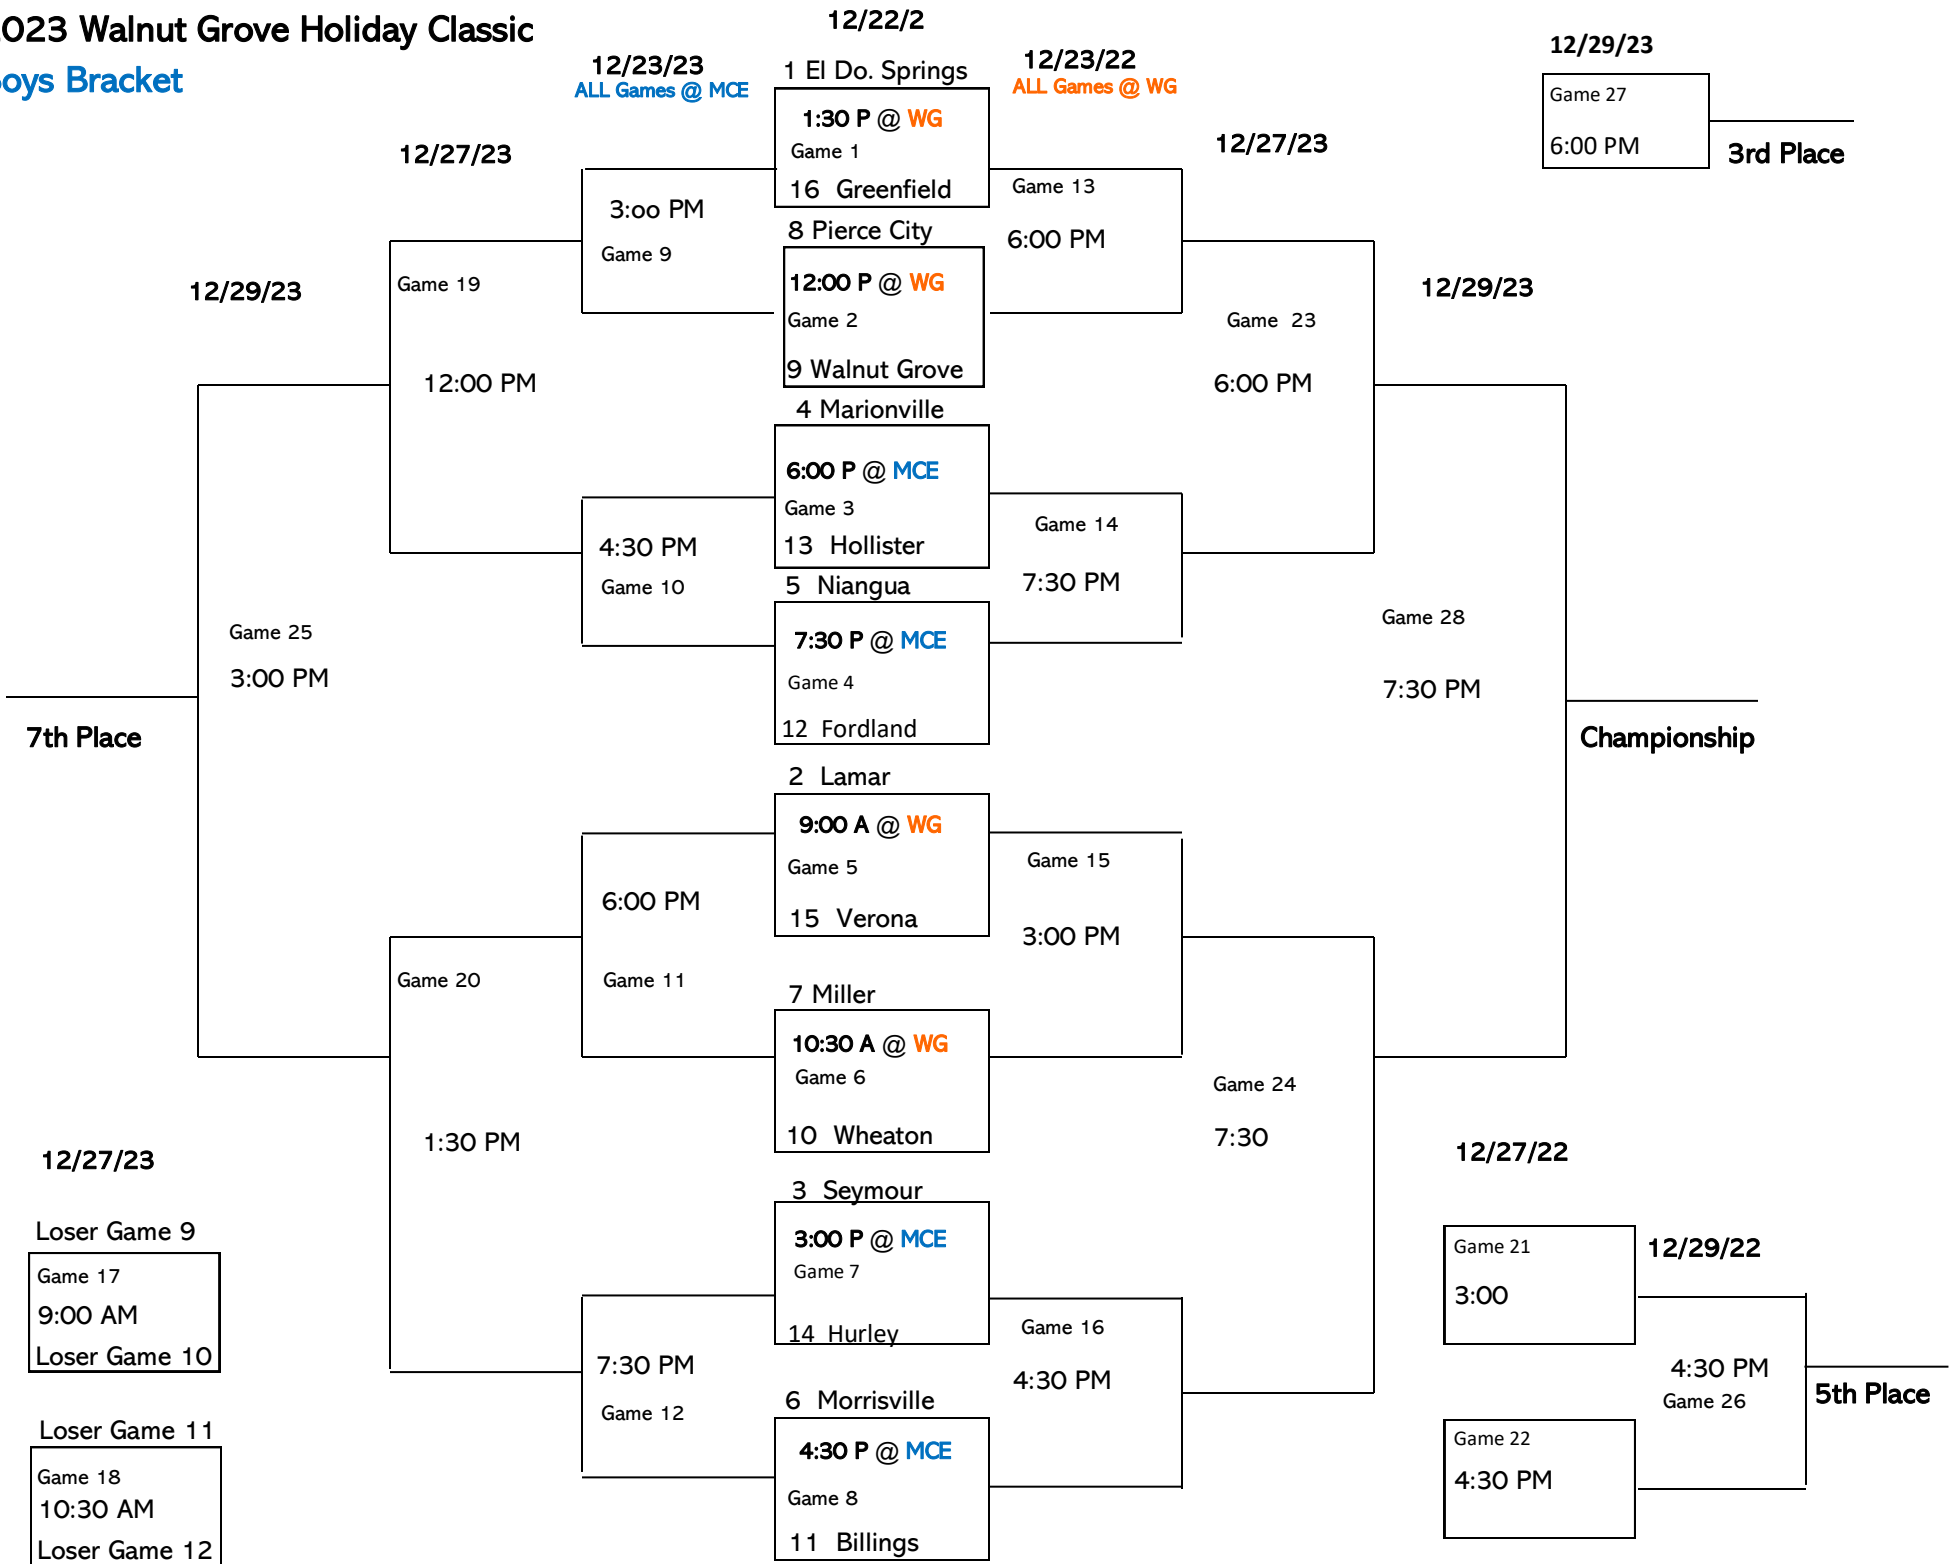 023 Walnut Grove Holiday Classic
oys Bracket
12/22/2
12/23/23
ALL Games @ MCE
12/23/22
ALL Games @ WG
12/29/23
Game 27
6:00 PM
3rd Place
12/27/23
12/27/23
12/29/23
12/29/23
1 El Do. Springs
1:30 P @ WG
Game 1
16 Greenfield
8 Pierce City
12:00 P @ WG
Game 2
9 Walnut Grove
4 Marionville
6:00 P @ MCE
Game 3
13 Hollister
5 Niangua
7:30 P @ MCE
Game 4
12 Fordland
2 Lamar
9:00 A @ WG
Game 5
15 Verona
7 Miller
10:30 A @ WG
Game 6
10 Wheaton
3 Seymour
3:00 P @ MCE
Game 7
14 Hurley
6 Morrisville
4:30 P @ MCE
Game 8
11 Billings
3:oo PM
Game 9
4:30 PM
Game 10
6:00 PM
Game 11
7:30 PM
Game 12
Game 13
6:00 PM
Game 14
7:30 PM
Game 15
3:00 PM
Game 16
4:30 PM
Game 19
12:00 PM
Game 20
1:30 PM
Game 23
6:00 PM
Game 24
7:30
Game 25
3:00 PM
7th Place
Game 28
7:30 PM
Championship
12/27/23
Loser Game 9
Game 17
9:00 AM
Loser Game 10
Loser Game 11
Game 18
10:30 AM
Loser Game 12
12/27/22
Game 21
3:00
12/29/22
4:30 PM
Game 26
5th Place
Game 22
4:30 PM